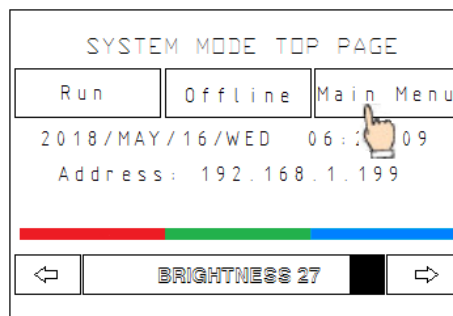 SYSTEM MODE TOP PAGE
Run Offline Main Menu
2018/MAY/16/WED 06: 09
Address: 192.168.1.199
BRIGHTNESS 27